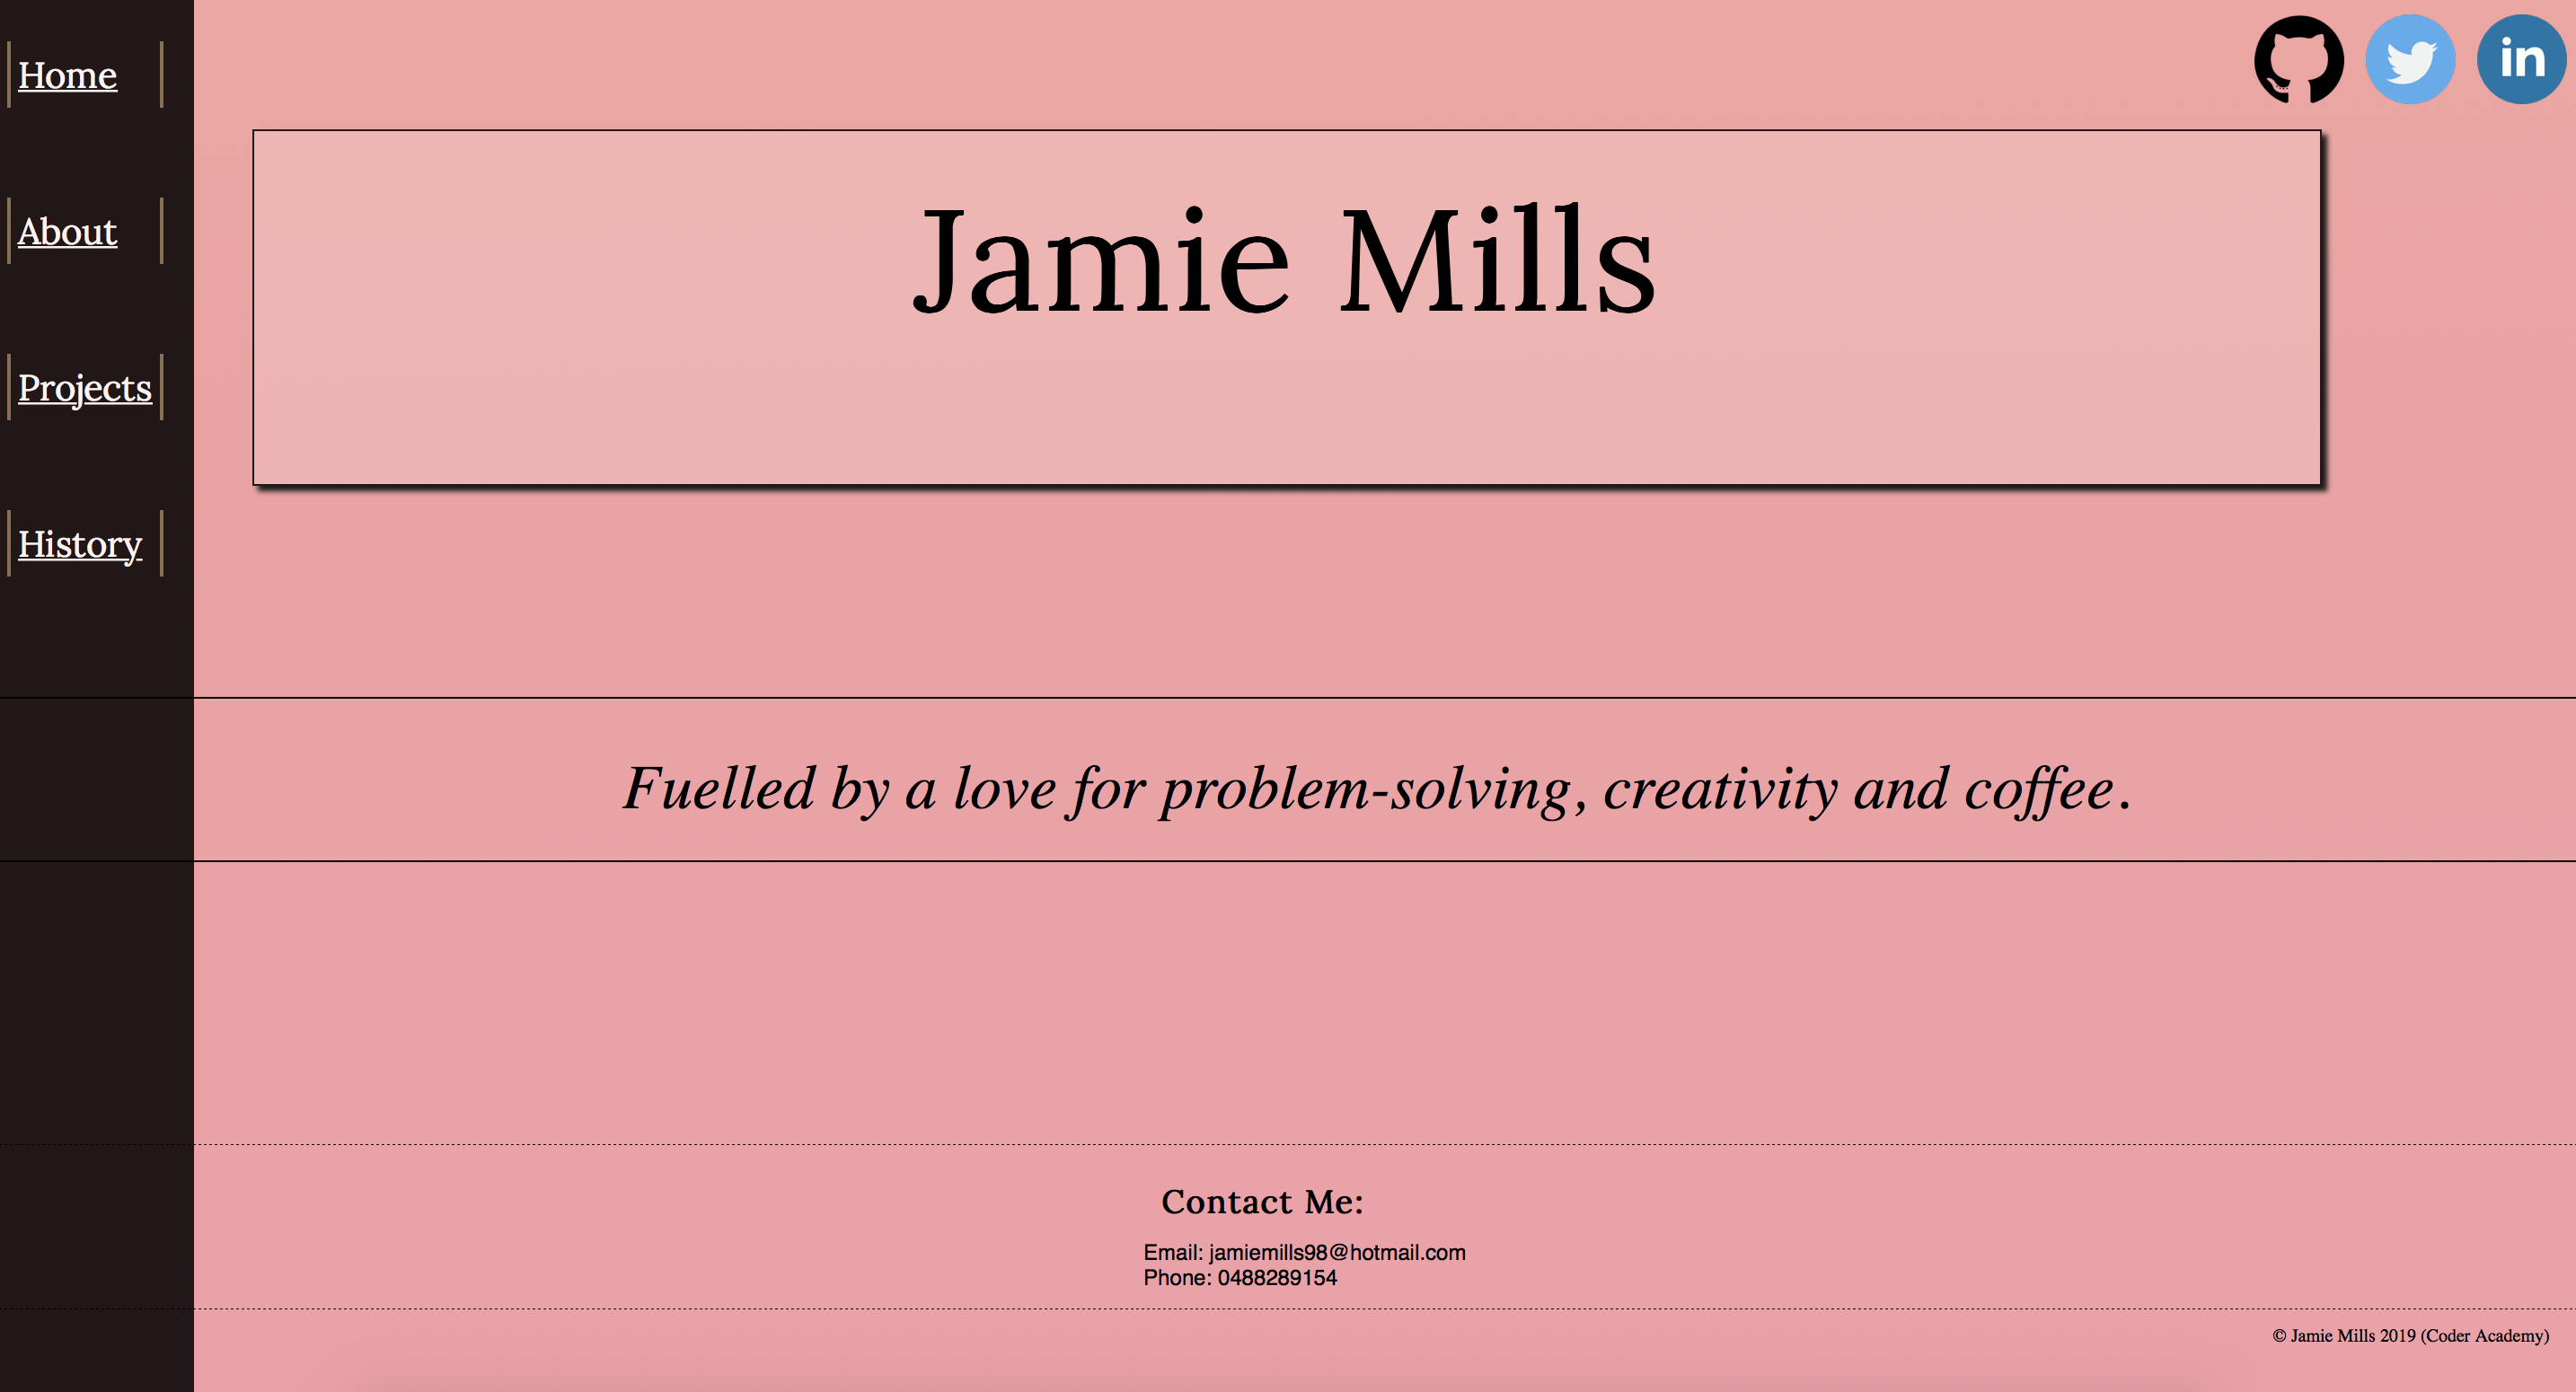 Home
About
Projects
History
in
Jamie Mills
Fuelled by a love for problem-solving, creativity and coffee.
Contact Me:
Email: jamiemills98@hotmail.com
Phone: 0488289154
© Jamie Mills 2019 (Coder Academy)